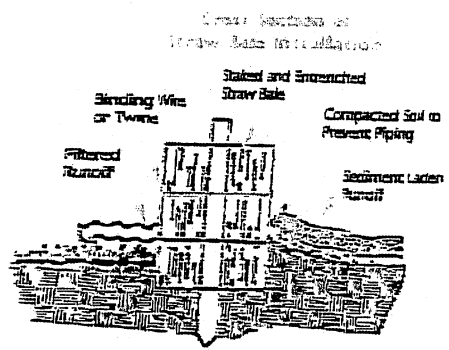 Cross Section of
Straw Bale Installation
Staked and Entrenched
Straw Bale
Binding Wire
or Twine
Compacted Soil to
Prevent Piping
Filtered
Runoff
Sediment Laden
Runoff